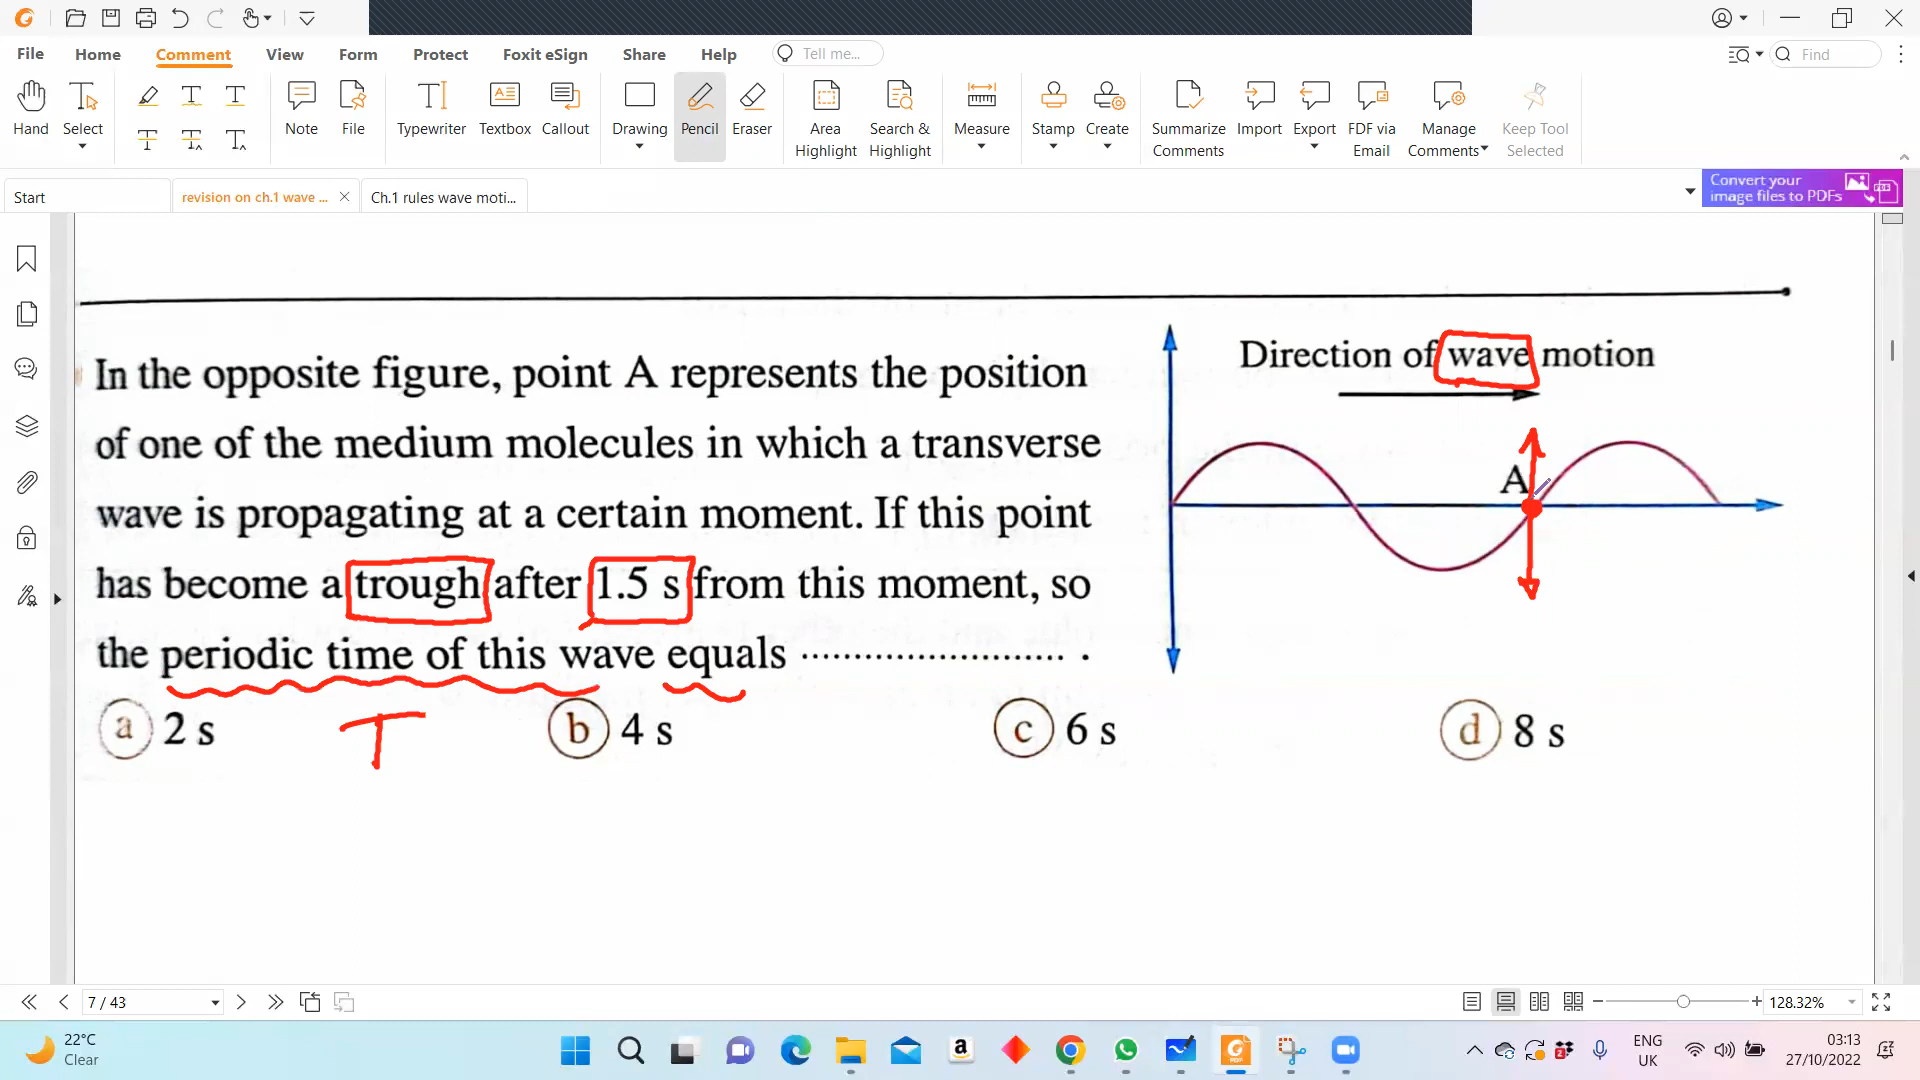 File Home Comment View Form Protect Foxit eSign Share Help Tell me... Find
Hand Select Note File Typewriter Textbox Callout Drawing Pencil Eraser Area Highlight Search & Highlight Measure Stamp Create Summarize Comments Import Export FDF via Email Manage Comments Keep Tool Selected
Start revision on ch.1 wave ... Ch.1 rules wave moti... Convert your image files to PDFs
Direction of wave motion
In the opposite figure, point A represents the position
of one of the medium molecules in which a transverse
A
wave is propagating at a certain moment. If this point
has become a trough after 1.5 s from this moment, so
the periodic time of this wave equals ........................... .
a 2 s b 4 s c 6 s d 8 s
T
7 / 43 128.32%
22°C
Clear
ENG
UK
03:13
27/10/2022